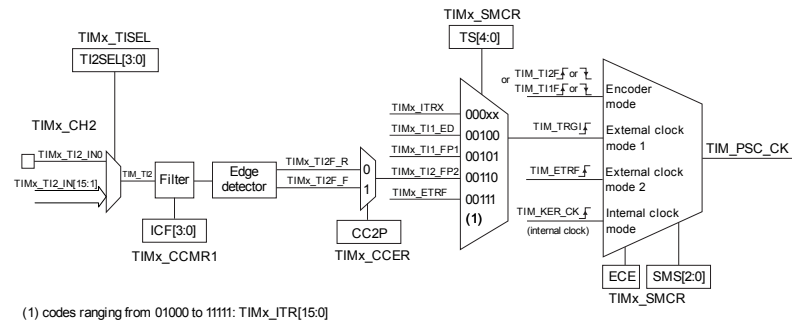 TIMx_SMCR
TS[4:0]
TIMx_TISEL
TI2SEL[3:0]
TIM_TI2F or
or
TIM_TI1F or
Encoder mode
TIMx_CH2
TIMx_ITRX
000xx
TIMx_TI1_ED
00100
TIM_TRGI
External clock mode 1
TIM_PSC_CK
TIMx_TI2_IN0
TIMx_TI1_FP1
00101
TIM_TI2
Filter
Edge detector
TIMx_TI2F_R
0
TIMx_TI2_FP2
00110
TIM_ETRF
External clock mode 2
TIMx_TI2_IN[15:1]
TIMx_TI2F_F
1
TIMx_ETRF
00111
(1)
TIM_KER_CK
(internal clock)
Internal clock mode
ICF[3:0]
TIMx_CCMR1
CC2P
TIMx_CCER
ECE
SMS[2:0]
TIMx_SMCR
(1) codes ranging from 01000 to 11111: TIMx_ITR[15:0]